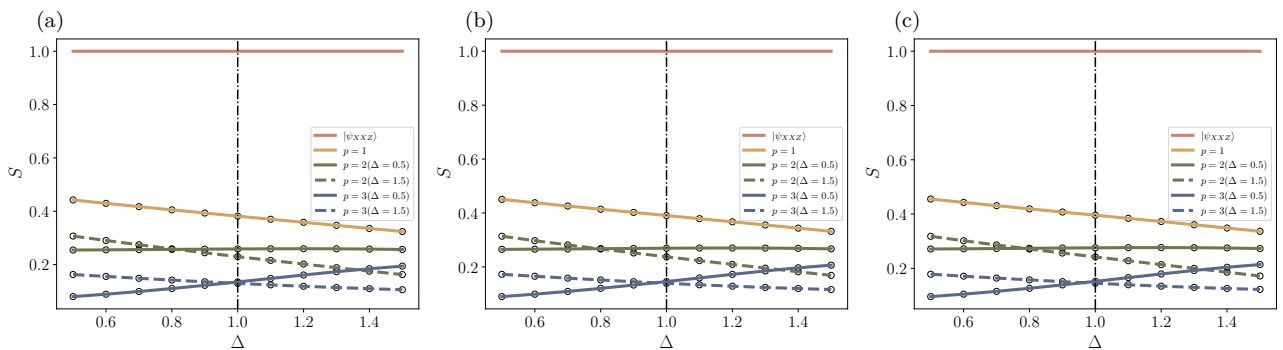 (a)
1.0
0.8
0.6
0.4
0.2
S
|ψXXZ⟩
p = 1
p = 2(Δ = 0.5)
p = 2(Δ = 1.5)
p = 3(Δ = 0.5)
p = 3(Δ = 1.5)
0.6 0.8 1.0 1.2 1.4
Δ
(b)
1.0
0.8
0.6
0.4
0.2
S
|ψXXZ⟩
p = 1
p = 2(Δ = 0.5)
p = 2(Δ = 1.5)
p = 3(Δ = 0.5)
p = 3(Δ = 1.5)
0.6 0.8 1.0 1.2 1.4
Δ
(c)
1.0
0.8
0.6
0.4
0.2
S
|ψXXZ⟩
p = 1
p = 2(Δ = 0.5)
p = 2(Δ = 1.5)
p = 3(Δ = 0.5)
p = 3(Δ = 1.5)
0.6 0.8 1.0 1.2 1.4
Δ